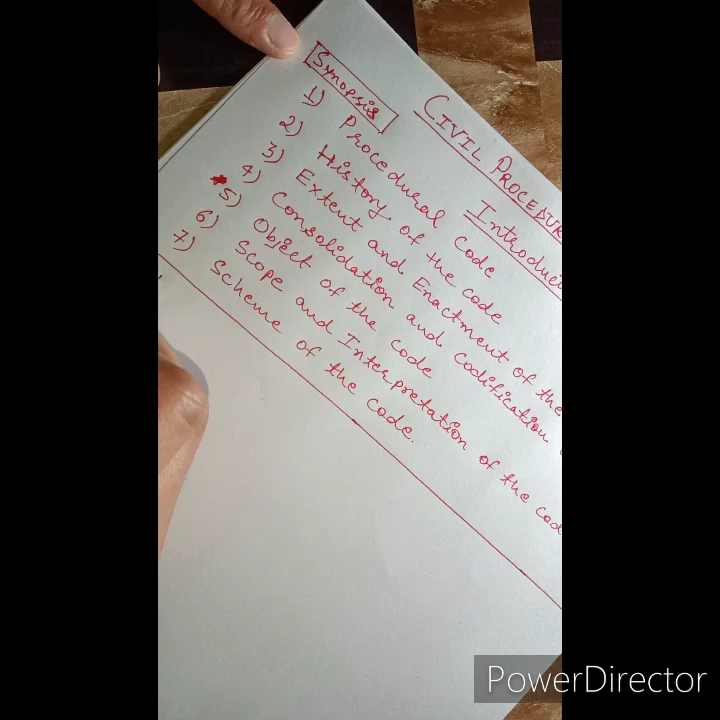 CIVIL PROCEDUR
Introduct
Synopsis
1) Procedural Code
2) History of the code
3) Extent and Enactment of the
4) Consolidation and codification
*5) Object of the code
6) Scope and Interpretation of the cod
7) Scheme of the code.
PowerDirector